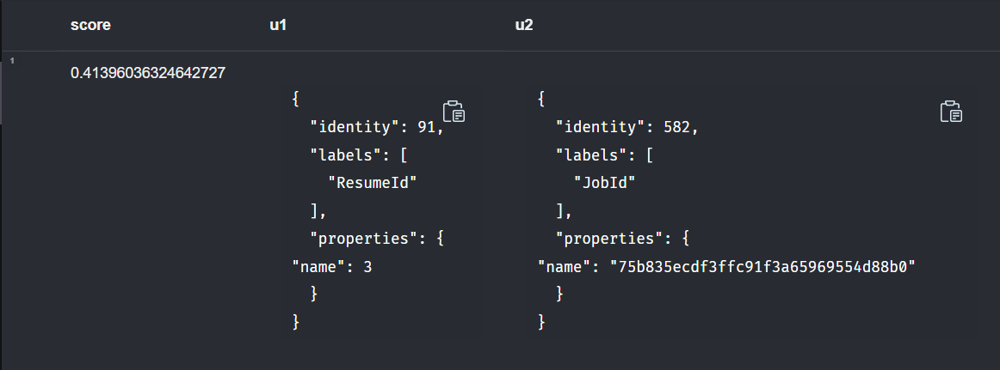 score u1 u2
1
0.41396036324642727
{
"identity": 91,
"labels": [
"ResumeId"
],
"properties": {
"name": 3
}
}
{
"identity": 582,
"labels": [
"JobId"
],
"properties": {
"name": "75b835ecdf3ffc91f3a65969554d88b0"
}
}